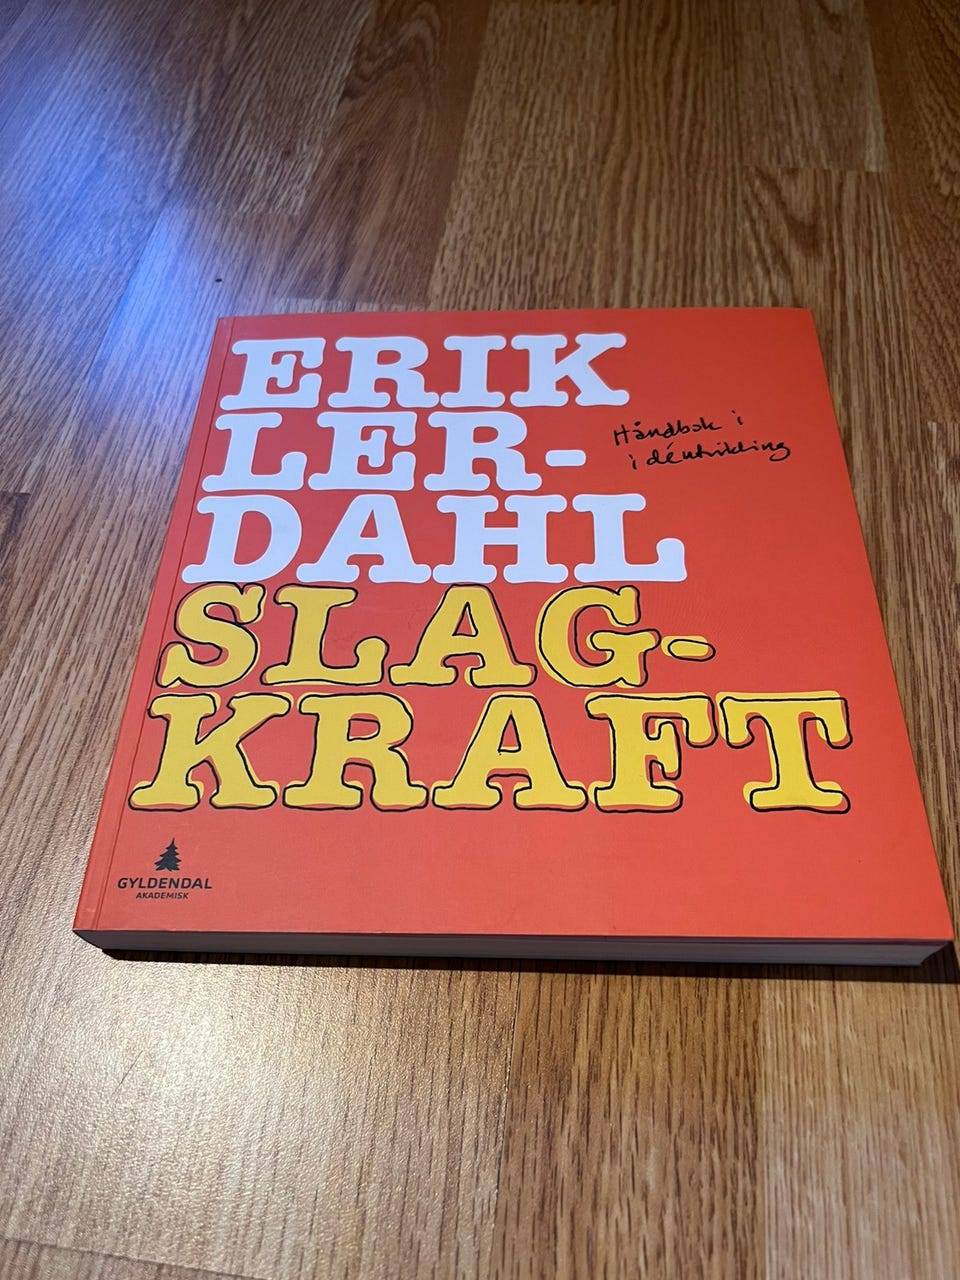 ERIK
LER-
DAHL
Håndbok i
idéutvikling
SLAG-
KRAFT
GYLDENDAL
AKADEMISK